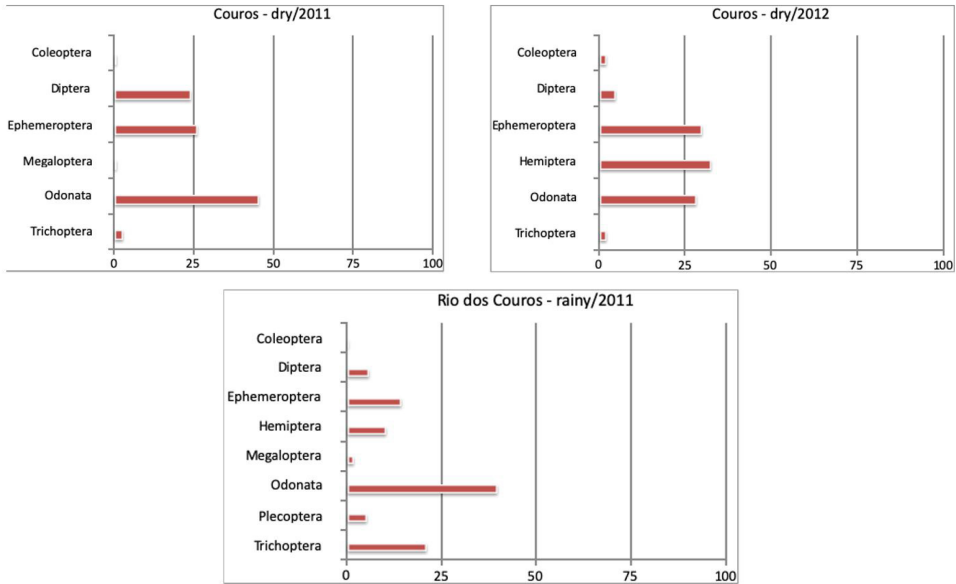 Couros - dry/2011
Coleoptera
Diptera
Ephemeroptera
Megaloptera
Odonata
Trichoptera
0 25 50 75 100
Couros - dry/2012
Coleoptera
Diptera
Ephemeroptera
Hemiptera
Odonata
Trichoptera
0 25 50 75 100
Rio dos Couros - rainy/2011
Coleoptera
Diptera
Ephemeroptera
Hemiptera
Megaloptera
Odonata
Plecoptera
Trichoptera
0 25 50 75 100